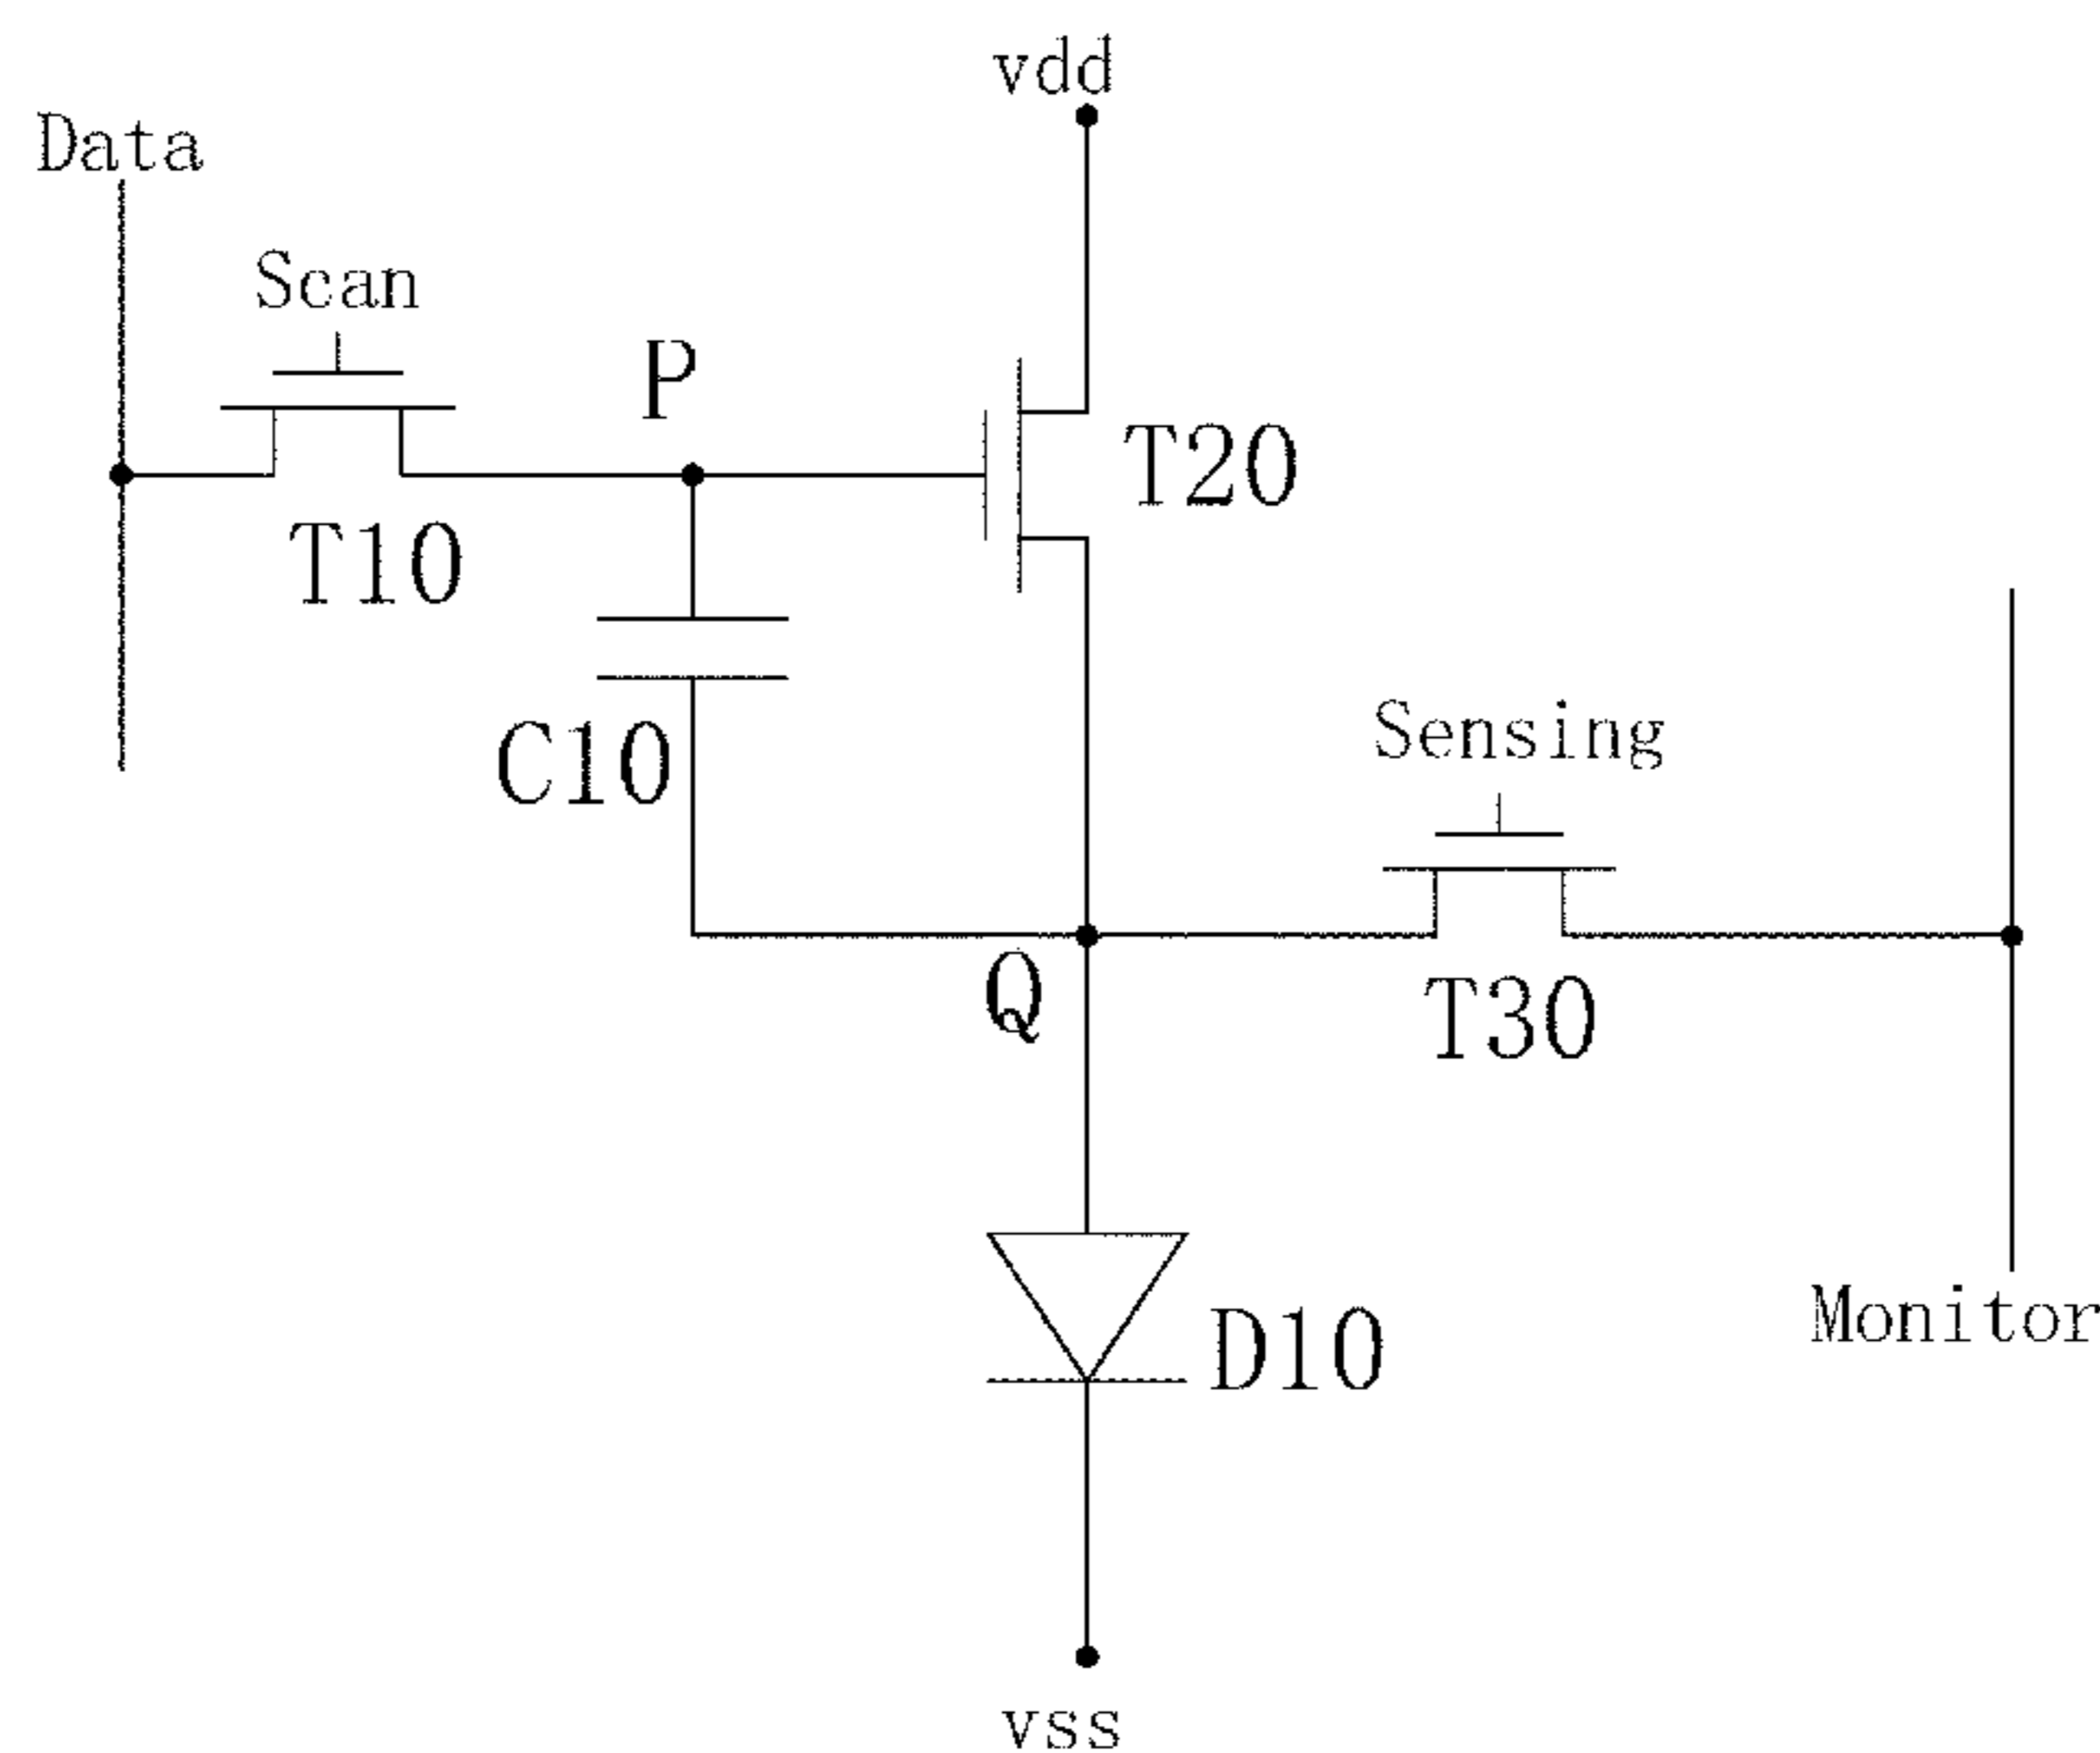 vdd
Data
Scan
P
T20
T10
C10
Sensing
Q
T30
D10
Monitor
vss